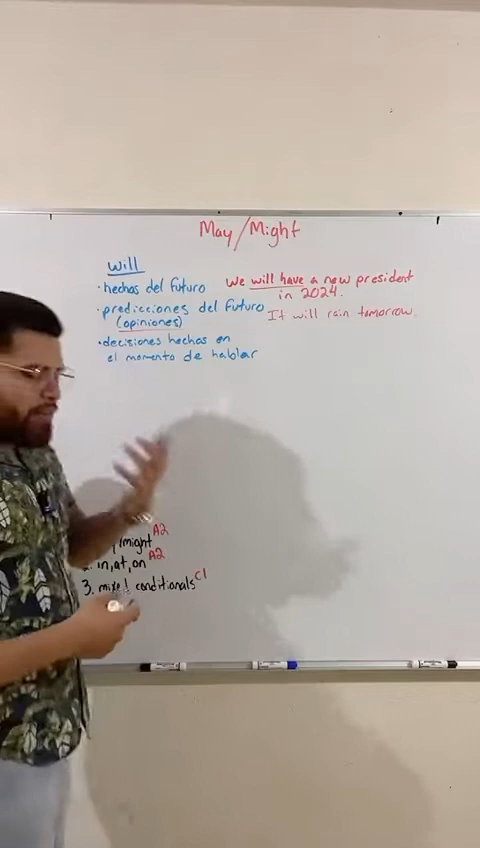 May/Might
will
• hechos del futuro
We will have a new president
in 2024.
• predicciones del futuro
(opiniones)
It will rain tomorrow.
• decisiones hechas en
el momento de hablar
/might A2
in, at, on A2
3. mixed conditionals C1